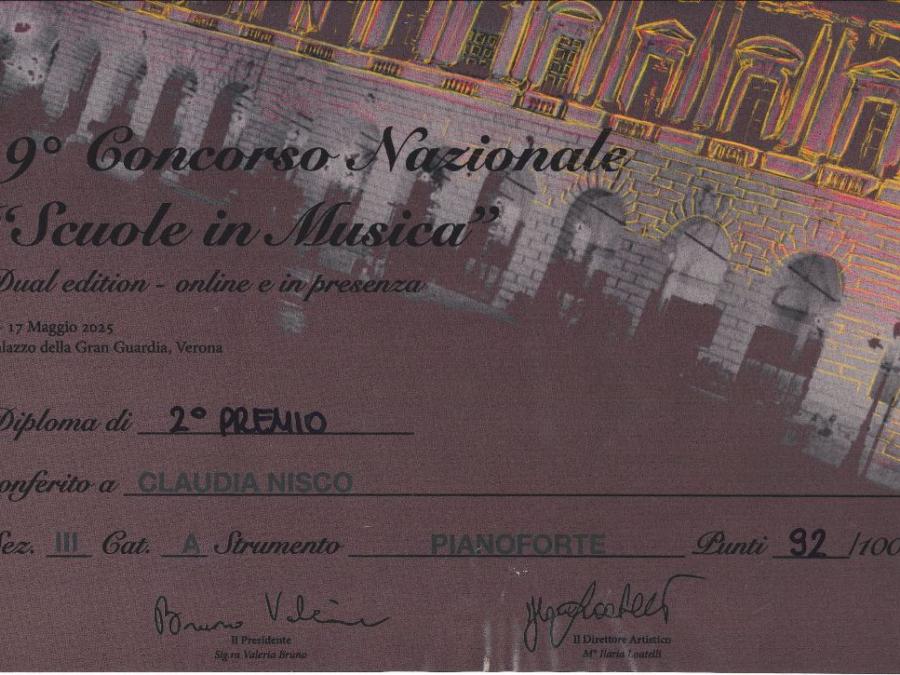 9° Concorso Nazionale
“Scuole in Musica”
Dual edition - online e in presenza
- 17 Maggio 2025
alazzo della Gran Guardia, Verona
Diploma di 2° PREMIO
onferito a CLAUDIA NISCO
Sez. III Cat. A Strumento PIANOFORTE Punti 92 /100
Bruno Valeria
Il Presidente
Sig.ra Valeria Bruno
Il Direttore Artistico
M° Ilaria Loatelli